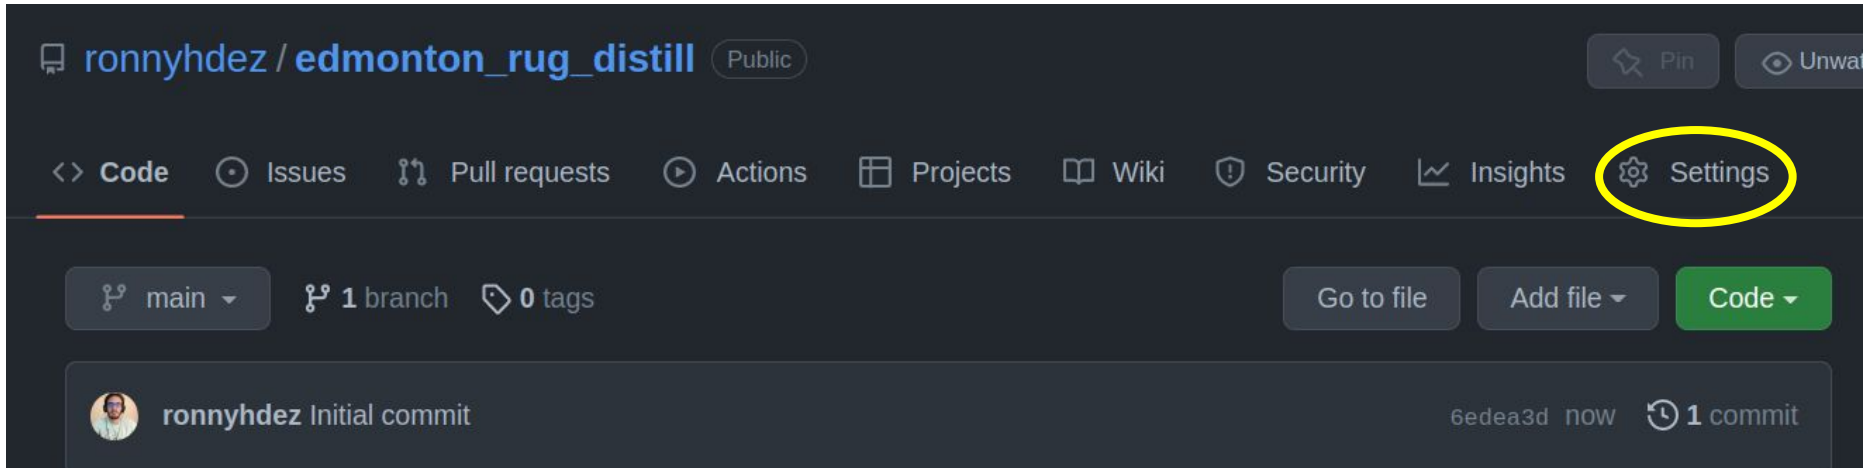 ronnyhdez / edmonton_rug_distill Public Pin Unwat
Code Issues Pull requests Actions Projects Wiki Security Insights Settings
main 1 branch 0 tags Go to file Add file Code
ronnyhdez Initial commit 6edea3d now 1 commit